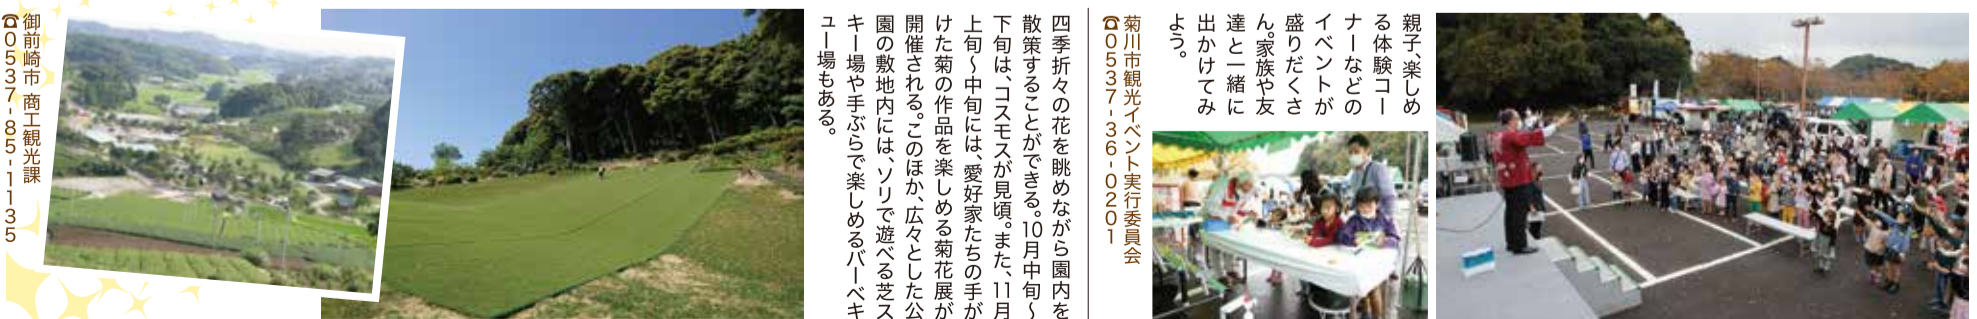 親子、楽しめ
る体験コー
ナーなどの
イベントが
盛りだくさ
ん。家族や友
達と一緒に
出かけてみ
よう。
菊川市観光イベント実行委員会
☎0537-36-0201
四季折々の花を眺めながら園内を
散策することができる。10月中旬～
下旬は、コスモスが見頃。また、11月
上旬～中旬には、愛好家たちの手が
けた菊の作品を楽しめる菊花展が
開催される。このほか、広々とした公
園の敷地内には、ソリで遊べる芝ス
キー場や手ぶらで楽しめるバーベキ
ュー場もある。
御前崎市 商工観光課
☎0537-85-1135